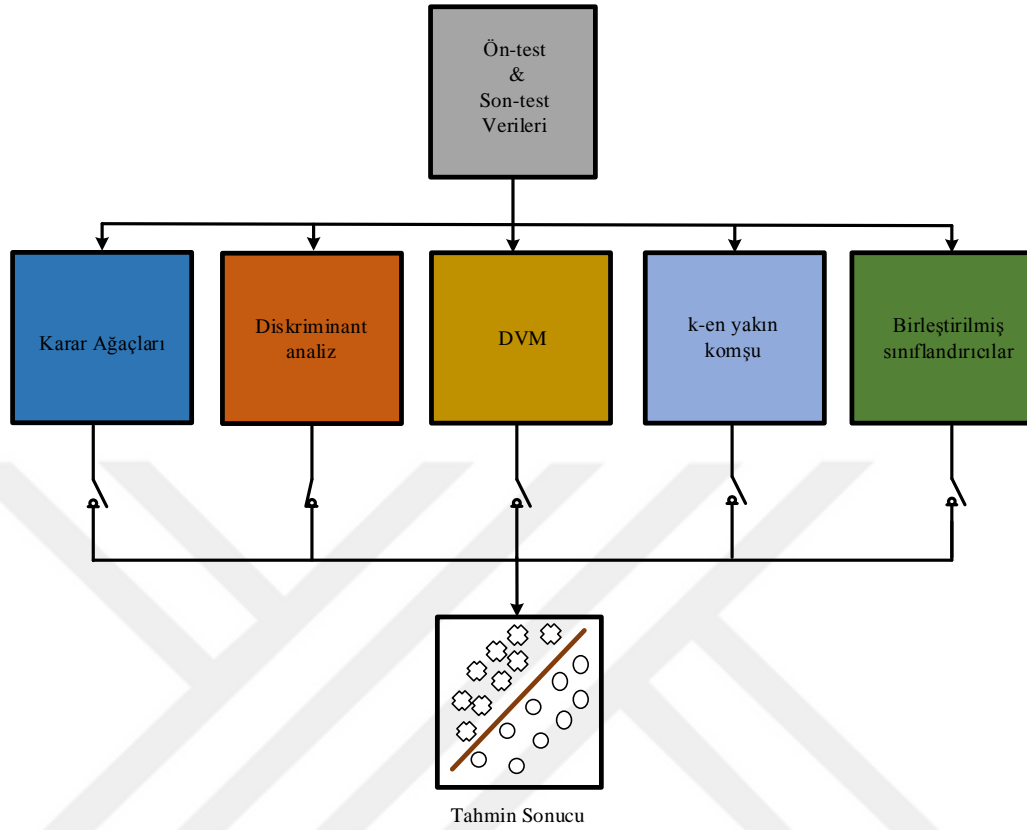 Ön-test
&
Son-test
Verileri
Karar Ağaçları
Diskriminant
analiz
DVM
k-en yakın
komşu
Birleştirilmiş
sınıflandırıcılar
Tahmin Sonucu